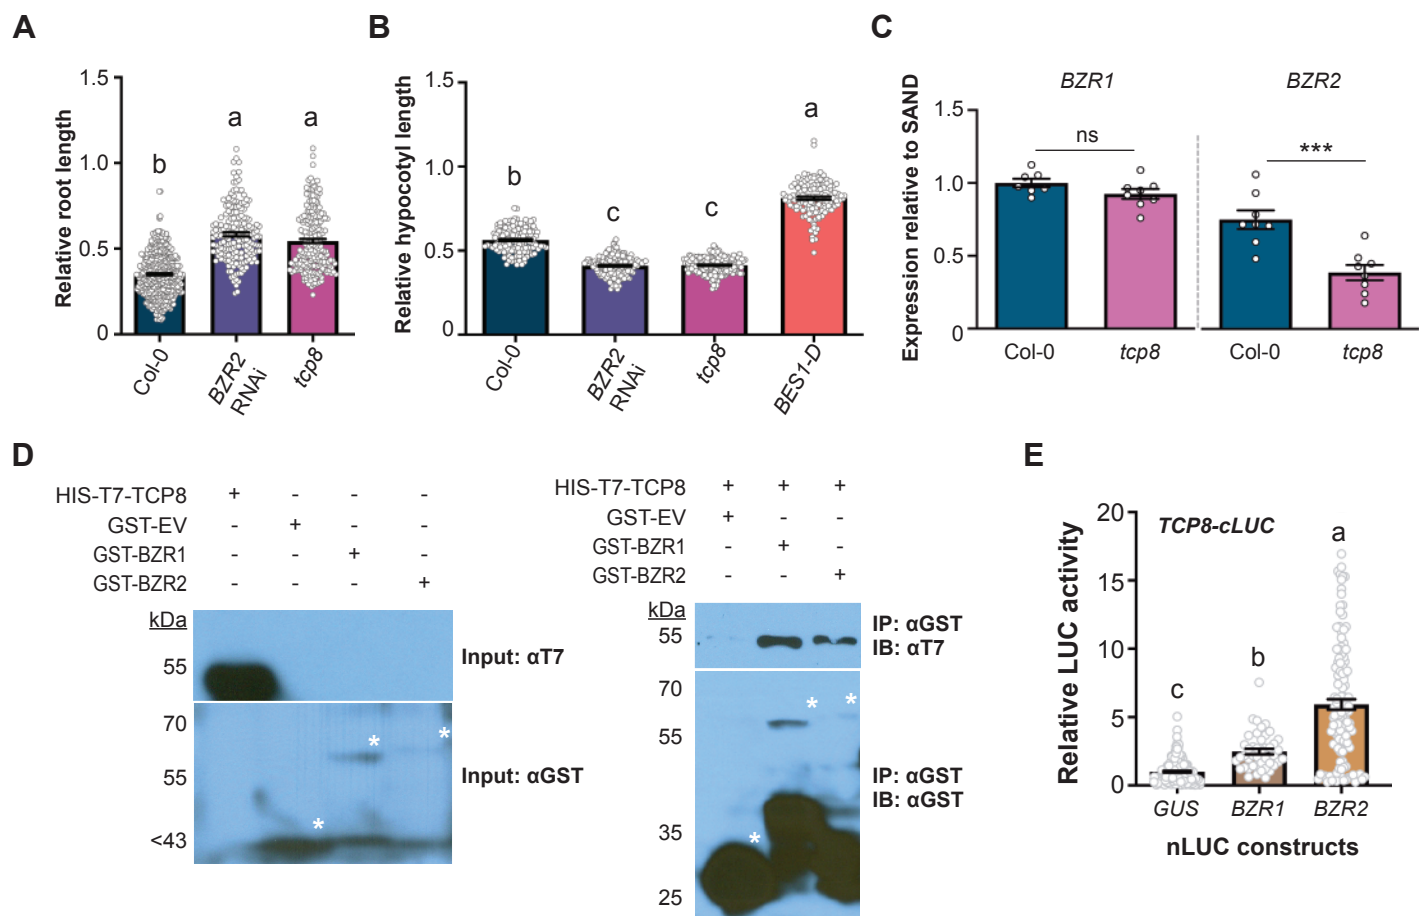 A
Relative root length
1.5
1.0
0.5
0
b
a
a
Col-0
BZR2
RNAi
tcp8
B
Relative hypocotyl length
1.5
1.0
0.5
0
b
c
c
a
Col-0
BZR2
RNAi
tcp8
BES1-D
C
Expression relative to SAND
BZR1
BZR2
1.5
1.0
0.5
0
ns
***
Col-0
tcp8
Col-0
tcp8
D
HIS-T7-TCP8 + - - -
GST-EV - + - -
GST-BZR1 - - + -
GST-BZR2 - - - +
kDa
55
Input: αT7
70
55
<43
*
*
*
Input: αGST
HIS-T7-TCP8 + + +
GST-EV + - -
GST-BZR1 - + -
GST-BZR2 - - +
kDa
55
IP: αGST
IB: αT7
70
55
35
25
*
*
*
IP: αGST
IB: αGST
E
Relative LUC activity
TCP8-cLUC
20
15
10
5
0
c
b
a
GUS
BZR1
BZR2
nLUC constructs